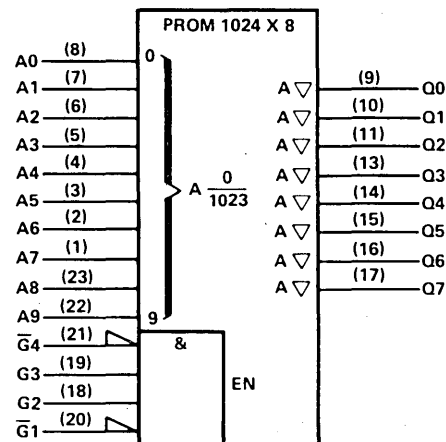 PROM 1024 X 8
A0 (8) 0 
A1 (7) A ▽ (9) Q0
A2 (6) A ▽ (10) Q1
A3 (5) A ▽ (11) Q2
A4 (4) A ▽ (13) Q3
A5 (3) A 0/1023 A ▽ (14) Q4
A6 (2) A ▽ (15) Q5
A7 (1) A ▽ (16) Q6
A8 (23) A ▽ (17) Q7
A9 (22) 9
G̅4 (21) &
G3 (19)
G2 (18) EN
G̅1 (20)